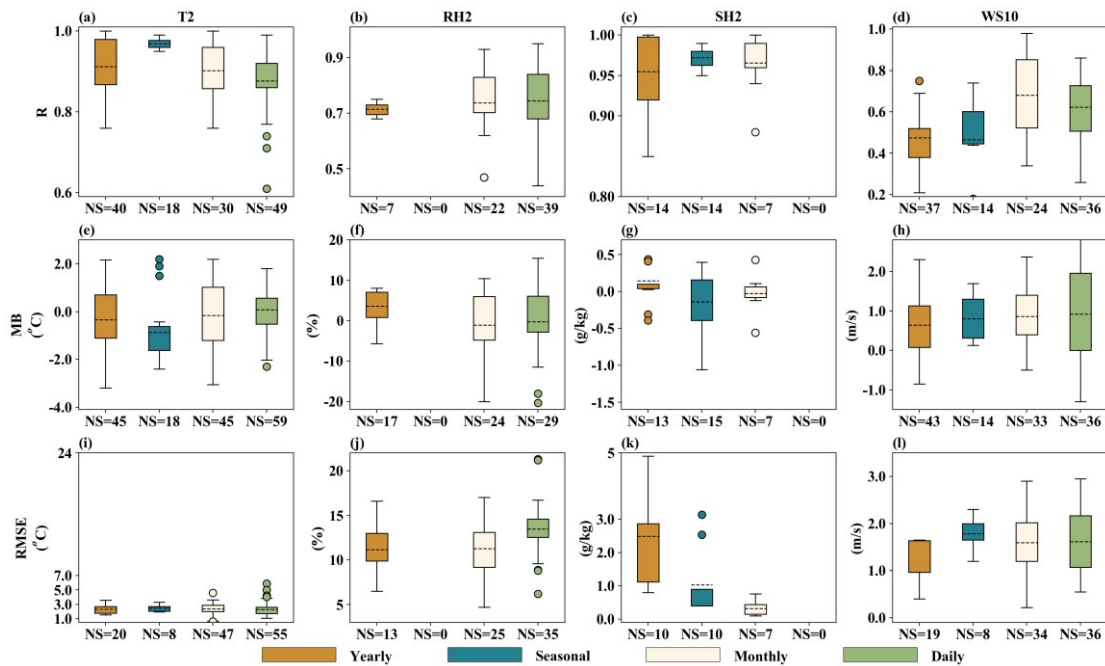 (a) T2 (b) RH2 (c) SH2 (d) WS10
R
1.0
0.8
0.6
NS=40 NS=18 NS=30 NS=49
0.9
0.7
0.5
NS=7 NS=0 NS=22 NS=39
1.00
0.95
0.90
0.80
NS=14 NS=14 NS=7 NS=0
1.0
0.8
0.6
0.4
0.2
NS=37 NS=14 NS=24 NS=36
(e) (f) (g) (h)
MB
(°C)
2.0
0.0
-2.0
-4.0
NS=45 NS=18 NS=45 NS=59
(%)
20
10
0
-10
-20
NS=17 NS=0 NS=24 NS=29
(g/kg)
0.5
0.0
-0.5
-1.0
-1.5
NS=13 NS=15 NS=7 NS=0
(m/s)
2.0
1.0
0.0
-1.0
NS=43 NS=14 NS=33 NS=36
(i) (j) (k) (l)
RMSE
(°C)
24
7.0
5.0
3.0
1.0
NS=20 NS=8 NS=47 NS=55
(%)
20
15
10
5
NS=13 NS=0 NS=25 NS=35
(g/kg)
5
3.0
2.0
1.0
0.0
NS=10 NS=10 NS=7 NS=0
(m/s)
3.0
2.0
1.0
0.0
NS=19 NS=8 NS=34 NS=36
Yearly Seasonal Monthly Daily